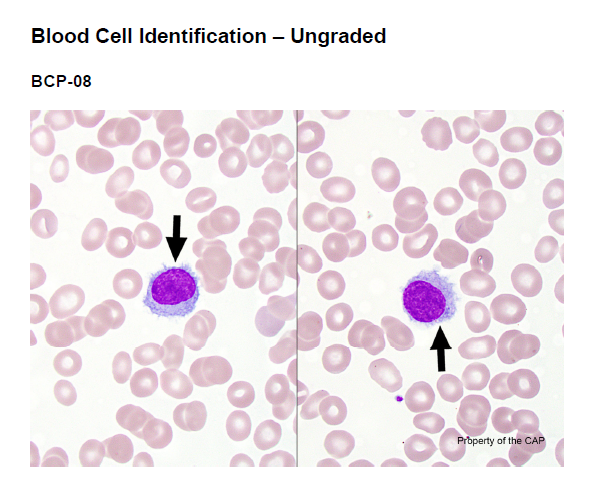 Blood Cell Identification – Ungraded
BCP-08
Property of the CAP